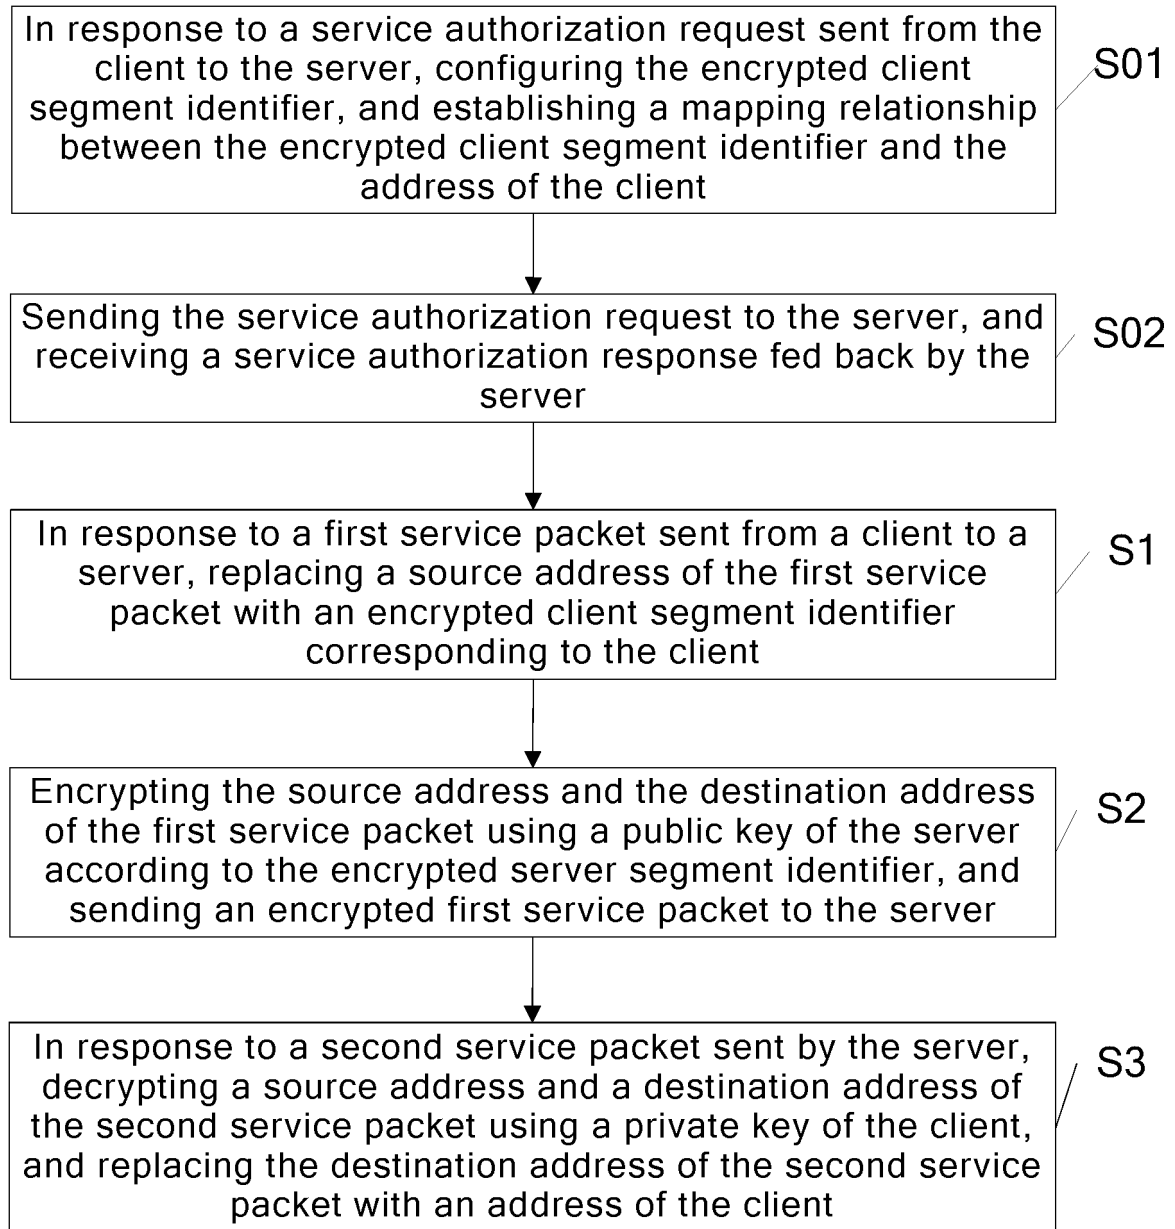 In response to a service authorization request sent from the
client to the server, configuring the encrypted client
segment identifier, and establishing a mapping relationship
between the encrypted client segment identifier and the
address of the client
S01
Sending the service authorization request to the server, and
receiving a service authorization response fed back by the
server
S02
In response to a first service packet sent from a client to a
server, replacing a source address of the first service
packet with an encrypted client segment identifier
corresponding to the client
S1
Encrypting the source address and the destination address
of the first service packet using a public key of the server
according to the encrypted server segment identifier, and
sending an encrypted first service packet to the server
S2
In response to a second service packet sent by the server,
decrypting a source address and a destination address of
the second service packet using a private key of the client,
and replacing the destination address of the second service
packet with an address of the client
S3